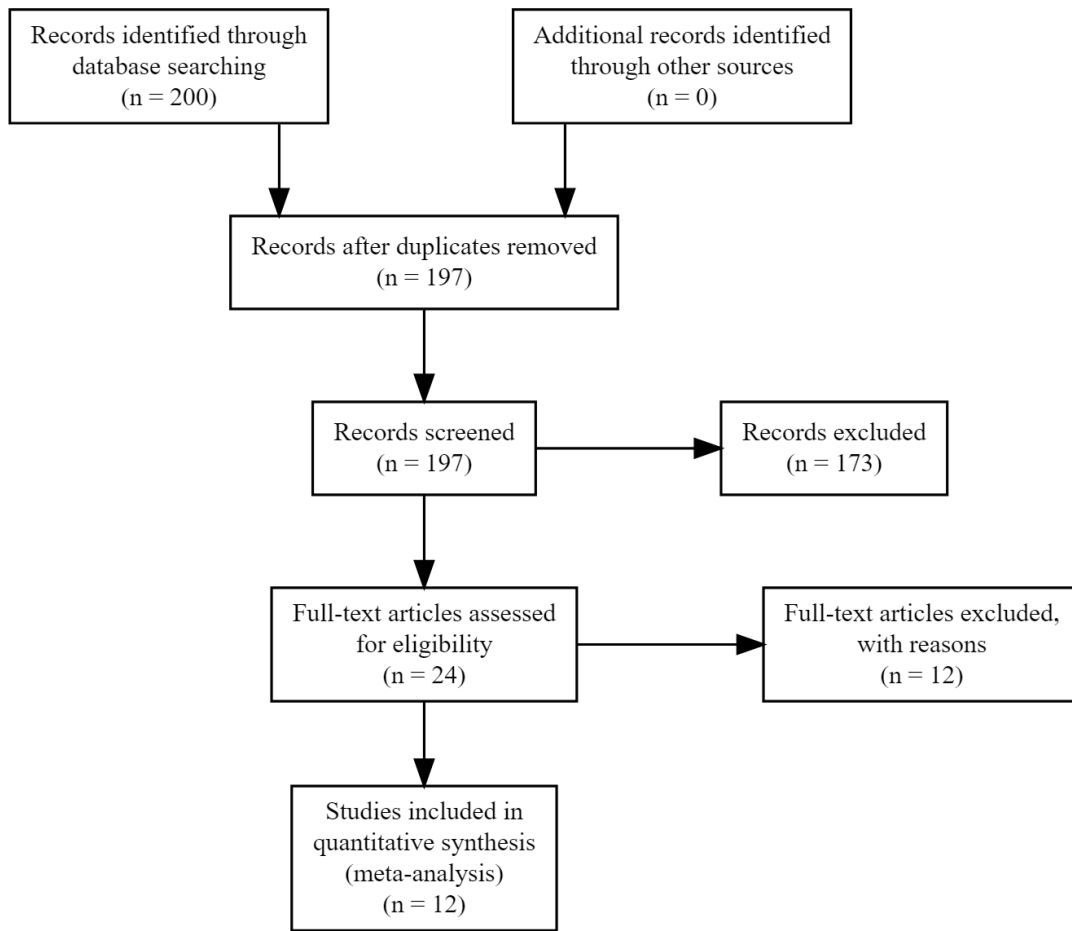 Records identified through
database searching
(n = 200)
Additional records identified
through other sources
(n = 0)
Records after duplicates removed
(n = 197)
Records screened
(n = 197)
Records excluded
(n = 173)
Full-text articles assessed
for eligibility
(n = 24)
Full-text articles excluded,
with reasons
(n = 12)
Studies included in
quantitative synthesis
(meta-analysis)
(n = 12)